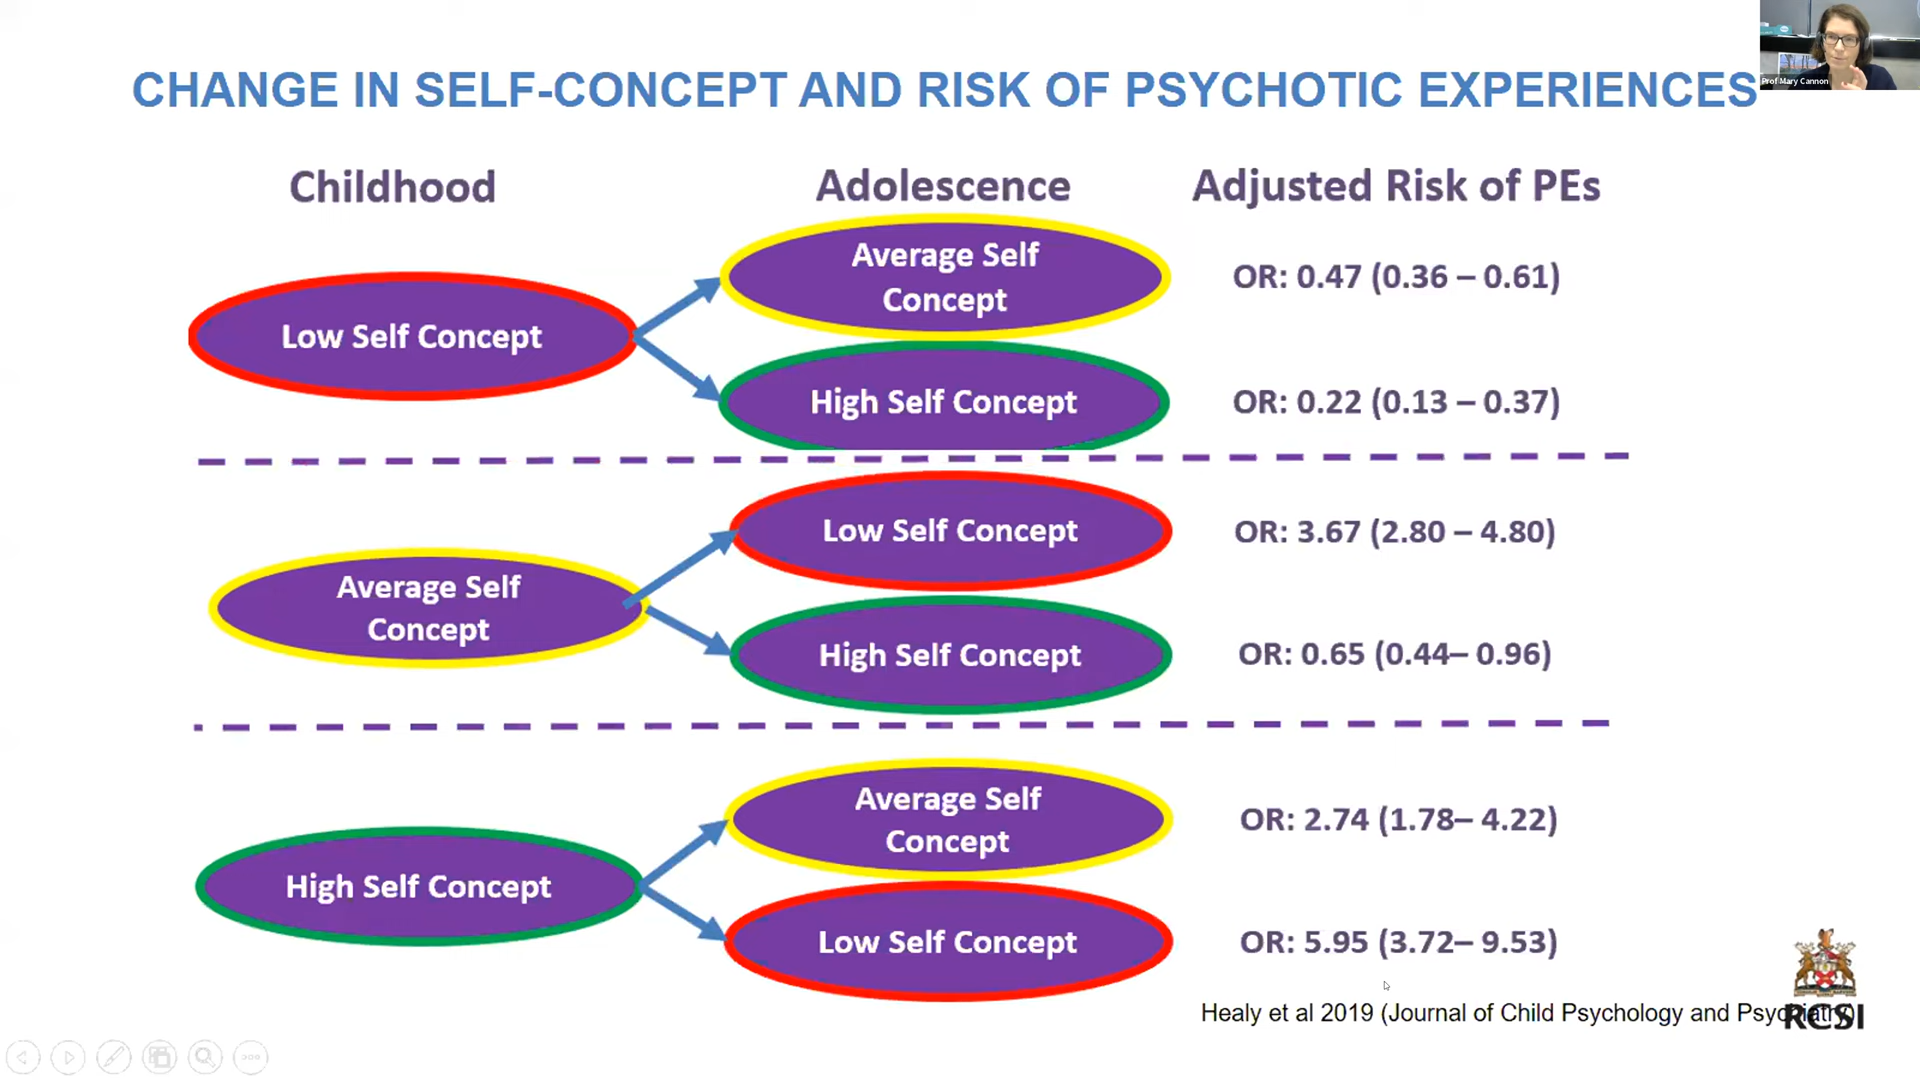 CHANGE IN SELF-CONCEPT AND RISK OF PSYCHOTIC EXPERIENCES
Prof Mary Cannon
Childhood
Adolescence
Adjusted Risk of PEs
Low Self Concept
Average Self
Concept
OR: 0.47 (0.36 – 0.61)
High Self Concept
OR: 0.22 (0.13 – 0.37)
Average Self
Concept
Low Self Concept
OR: 3.67 (2.80 – 4.80)
High Self Concept
OR: 0.65 (0.44– 0.96)
High Self Concept
Average Self
Concept
OR: 2.74 (1.78– 4.22)
Low Self Concept
OR: 5.95 (3.72– 9.53)
Healy et al 2019 (Journal of Child Psychology and Psychiatry)
RCSI